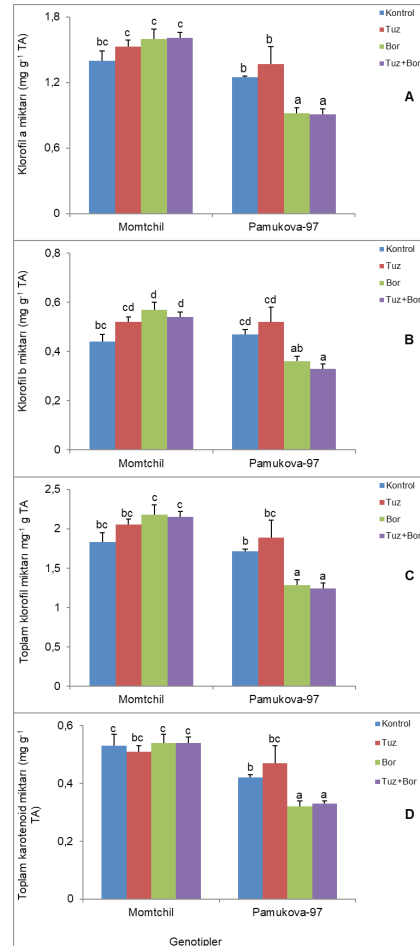 Klorofil a miktarı (mg g-1 TA)
1,8
1,2
0,6
0
bc c c c
b b a a
Momtchil Pamukova-97
Kontrol
Tuz
Bor
Tuz+Bor
A
Klorofil b miktarı (mg g-1 TA)
0,8
0,6
0,4
0,2
0
bc cd d d
cd cd ab a
Momtchil Pamukova-97
Kontrol
Tuz
Bor
Tuz+Bor
B
Toplam klorofil miktarı mg-1 g TA
2,5
2
1,5
1
0,5
0
bc bc c c
b bc a a
Momtchil Pamukova-97
Kontrol
Tuz
Bor
Tuz+Bor
C
Toplam karotenoid miktarı (mg g-1
TA)
0,6
0,4
0,2
0
c bc c c
b bc a a
Momtchil Pamukova-97
Kontrol
Tuz
Bor
Tuz+Bor
D
Genotipler